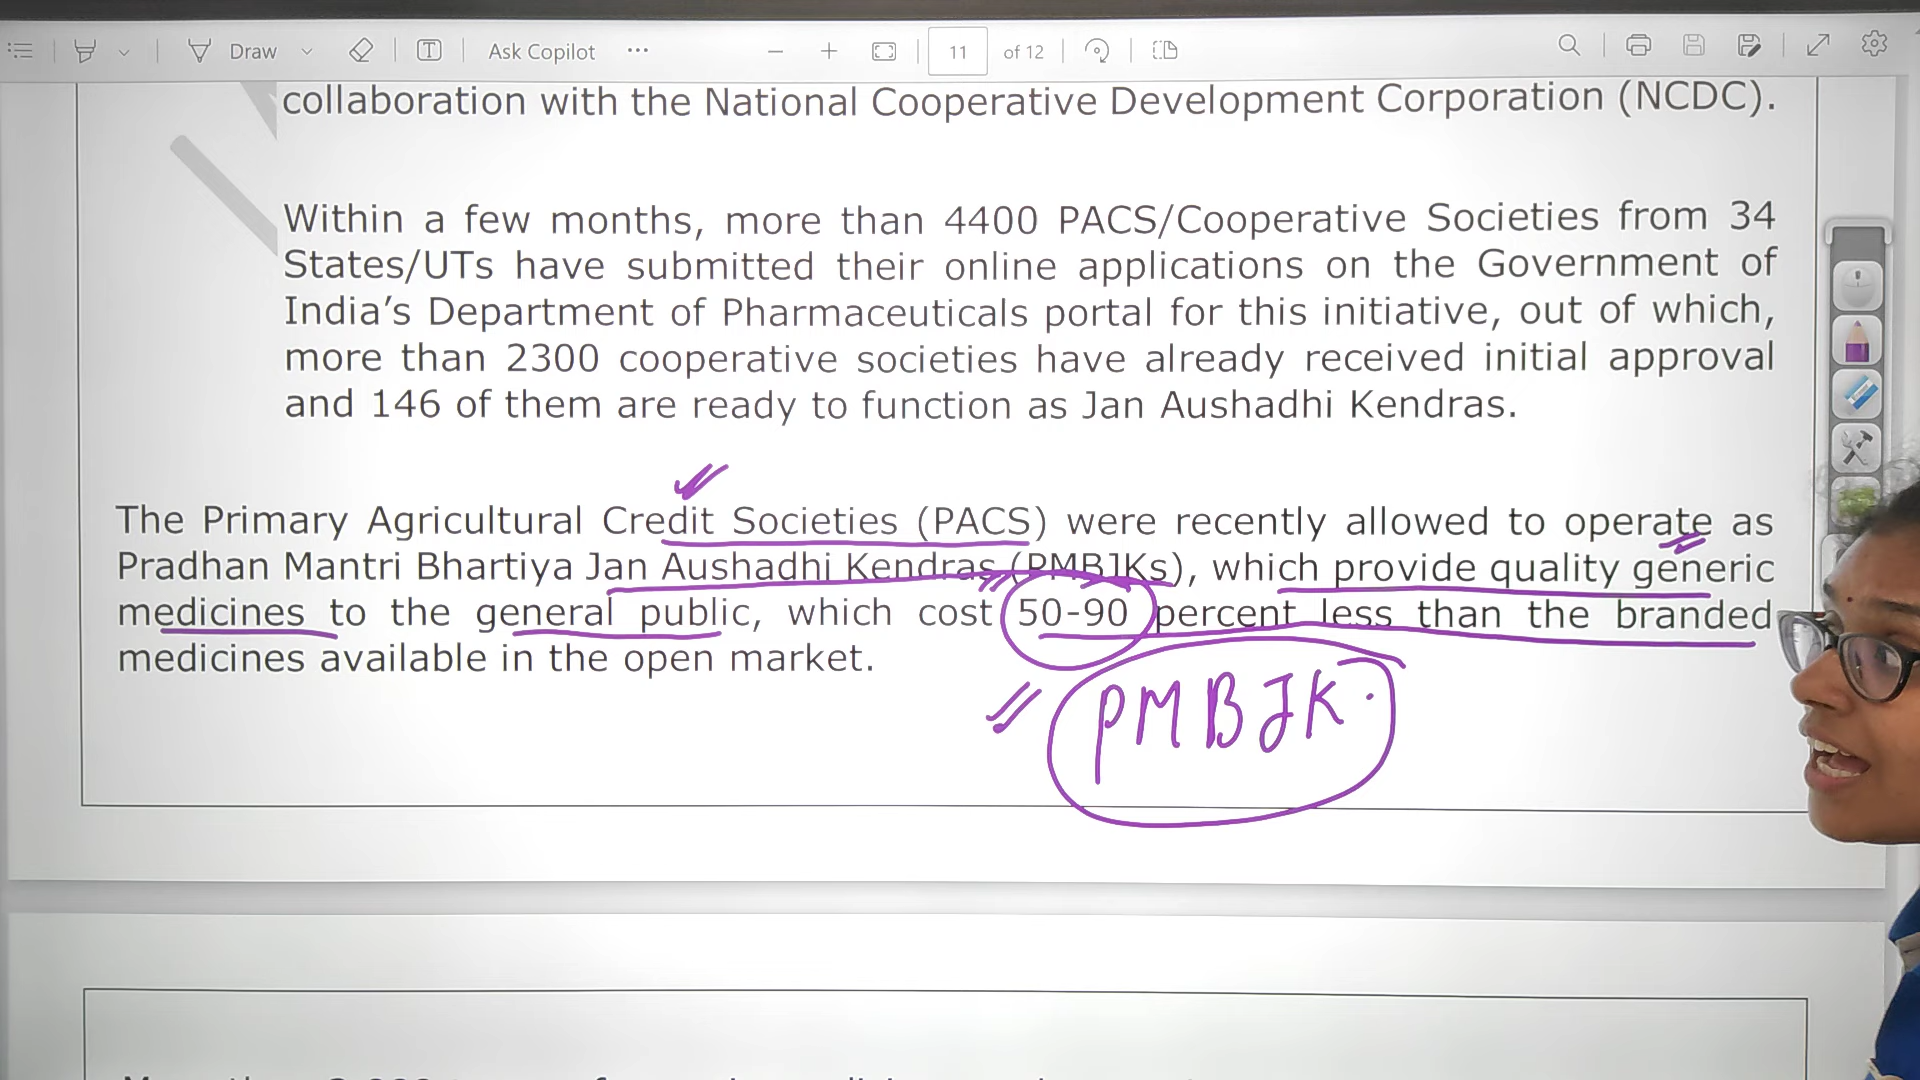 Draw
Ask Copilot
11 of 12
collaboration with the National Cooperative Development Corporation (NCDC).
Within a few months, more than 4400 PACS/Cooperative Societies from 34
States/UTs have submitted their online applications on the Government of
India’s Department of Pharmaceuticals portal for this initiative, out of which,
more than 2300 cooperative societies have already received initial approval
and 146 of them are ready to function as Jan Aushadhi Kendras.
The Primary Agricultural Credit Societies (PACS) were recently allowed to operate as
Pradhan Mantri Bhartiya Jan Aushadhi Kendras (PMBJKs), which provide quality generic
medicines to the general public, which cost 50-90 percent less than the branded
medicines available in the open market.
PMBJK